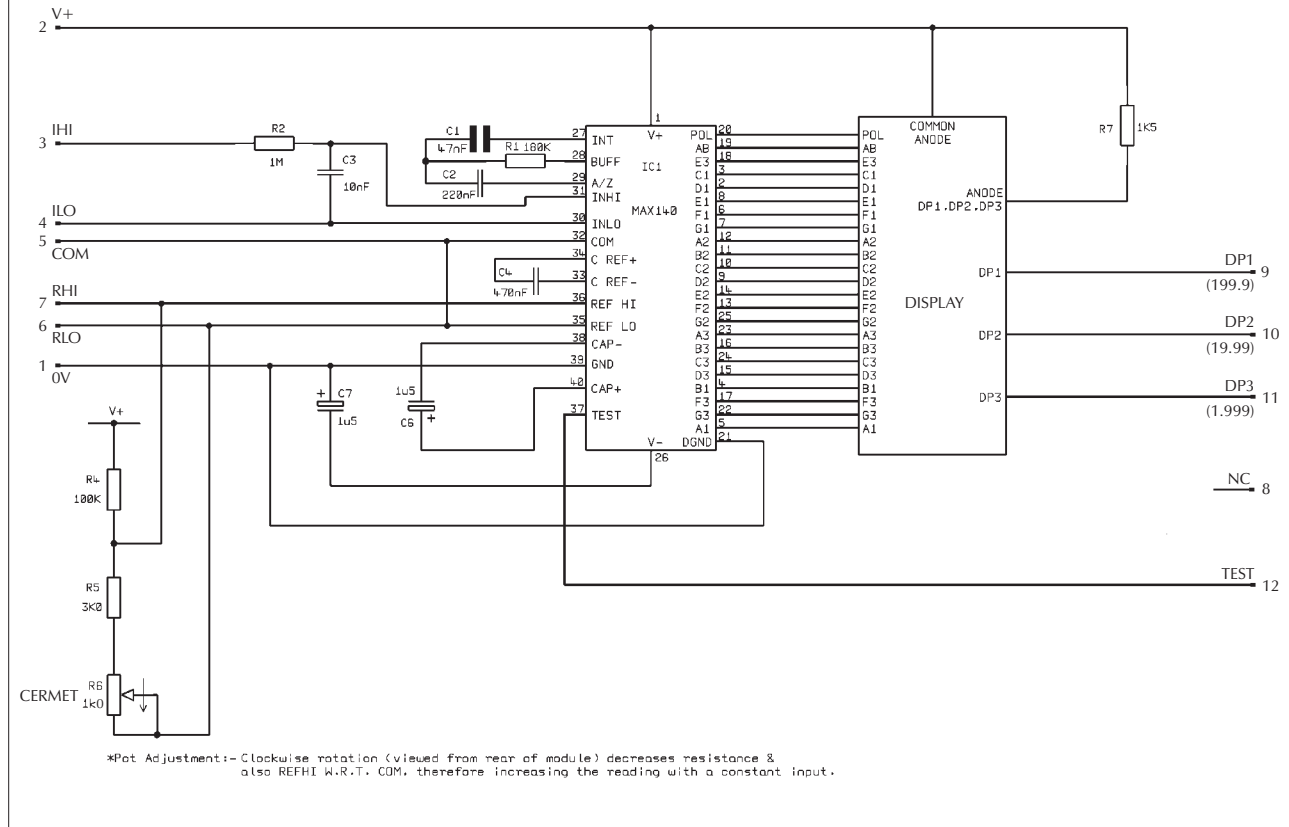 V+
2
3 IHI
R2
1M
C3
10nF
ILO
4
5
COM
RHI
7
6
RLO
1
0V
C1
47nF
R1 180K
C2
220nF
C4
470nF
+ C7
1u5
1u5
C6 +
27 INT
28 BUFF
29 A/Z
31 INHI
30 INLO
32 COM
34 C REF+
33 C REF-
36 REF HI
35 REF LO
38 CAP-
39 GND
40 CAP+
37 TEST
1
V+
IC1
MAX140
V-
26
POL 20
AB 19
E3 18
C1 3
D1 2
E1 8
F1 6
G1 7
A2 12
B2 11
C2 10
D2 9
E2 14
F2 13
G2 25
A3 23
B3 16
C3 24
D3 15
B1 4
F3 17
G3 22
A1 5
DGND 21
COMMON
ANODE
POL
AB
E3
C1
D1
E1
F1
G1
A2
B2
C2
D2
E2
F2
G2
A3
B3
C3
D3
B1
F3
G3
A1
ANODE
DP1.DP2.DP3
DP1
DISPLAY
DP2
DP3
R7 1K5
DP1
9
(199.9)
DP2
10
(19.99)
DP3
11
(1.999)
NC
8
TEST
12
V+
R4
100K
R5
3K0
CERMET
R6
1k0
*Pot Adjustment:- Clockwise rotation (viewed from rear of module) decreases resistance &
also REFHI W.R.T. COM. therefore increasing the reading with a constant input.